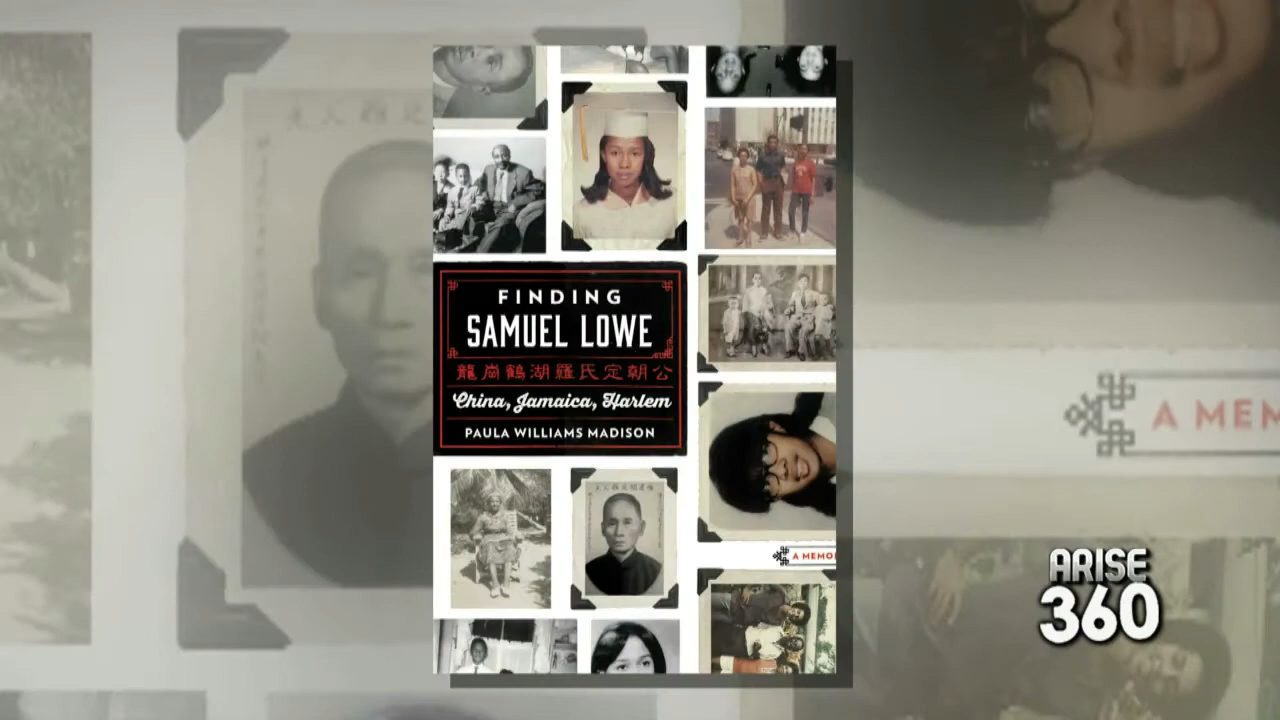 FINDING
SAMUEL LOWE
龍崗鶴湖羅氏定朝公
China, Jamaica, Harlem
PAULA WILLIAMS MADISON
A MEMO
A MEM
ARISE
360